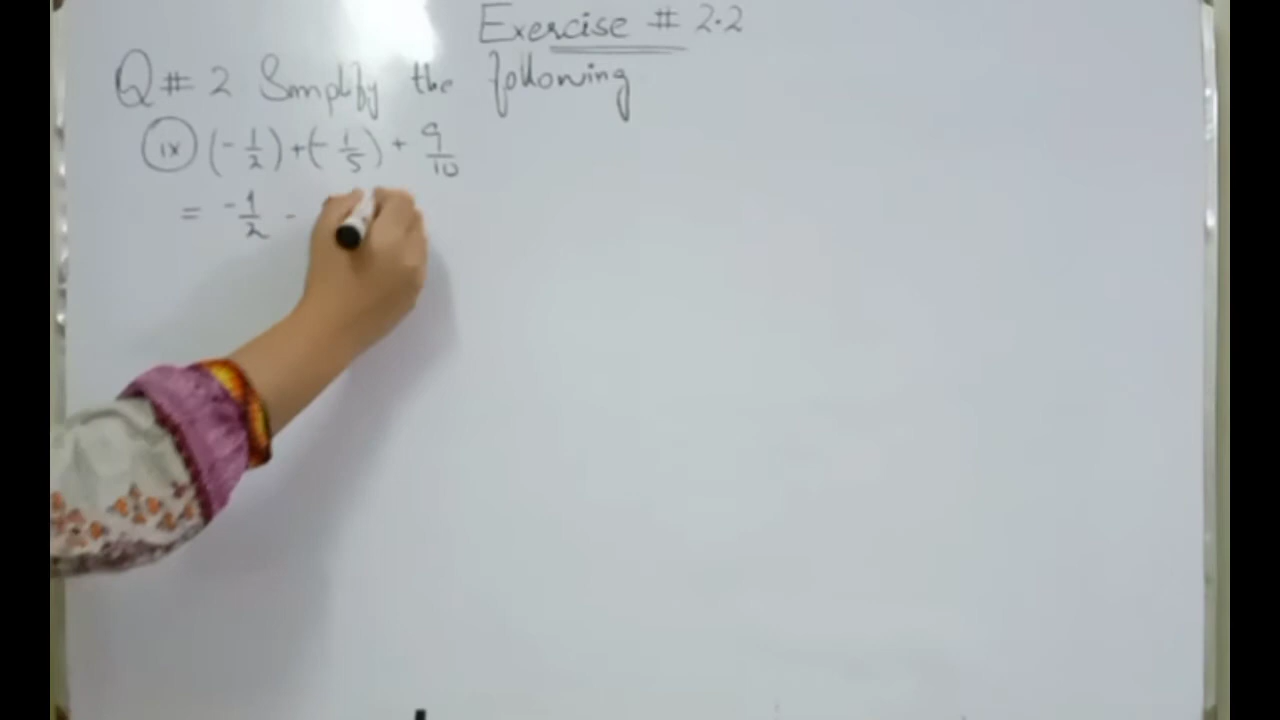 Exercise # 2.2
Q# 2 Simplify the following
ix (-1/2)+(-1/5)+ 9/10
= -1/2 -